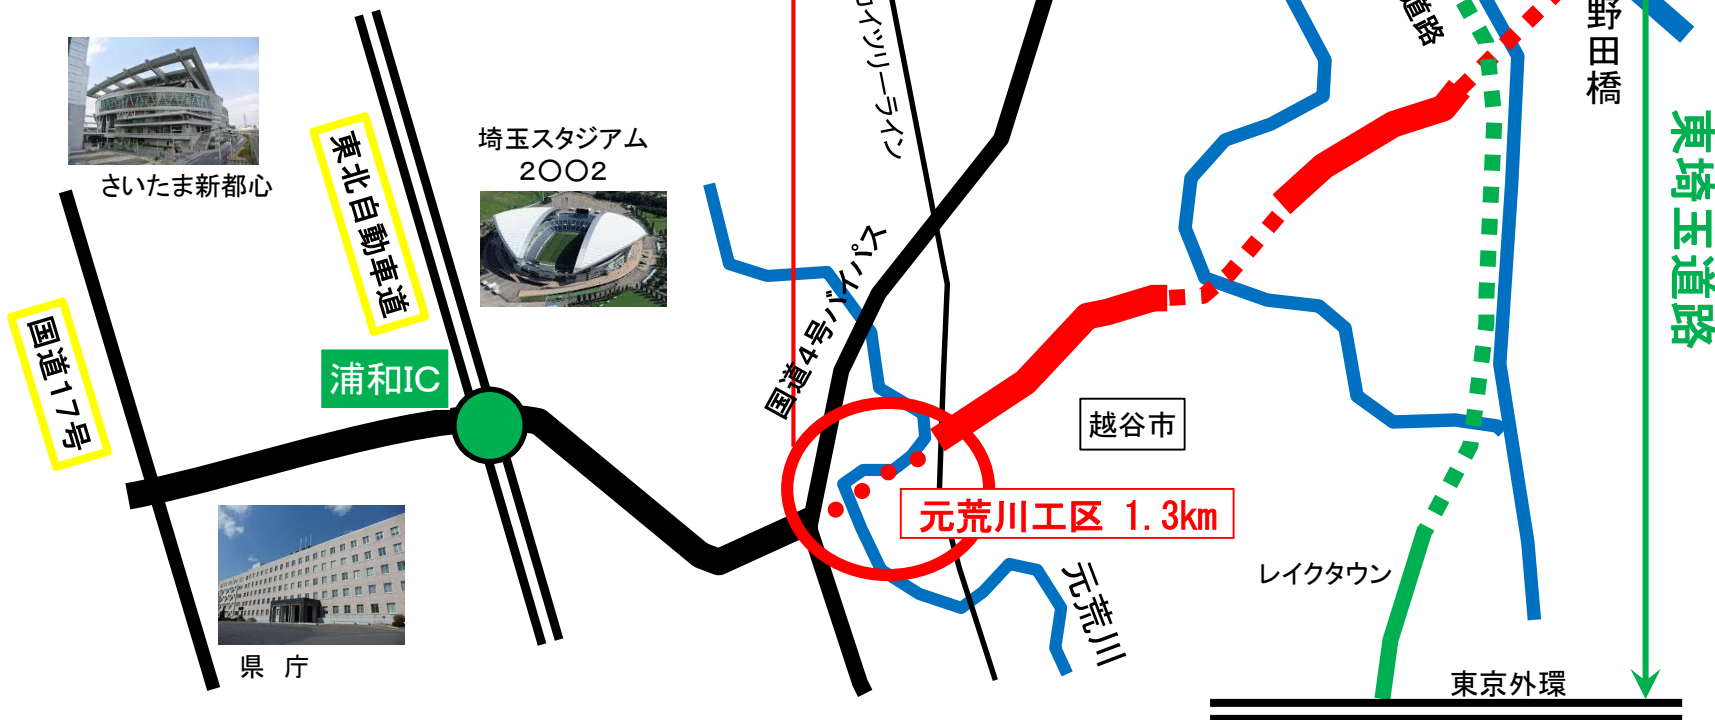 道路
野田橋
カイツリーライン
東埼玉道路
埼玉スタジアム
２００２
さいたま新都心
東北自動車道
国道4号バイパス
国道17号
浦和IC
越谷市
元荒川工区 1.3km
レイクタウン
元荒川
県 庁
東京外環